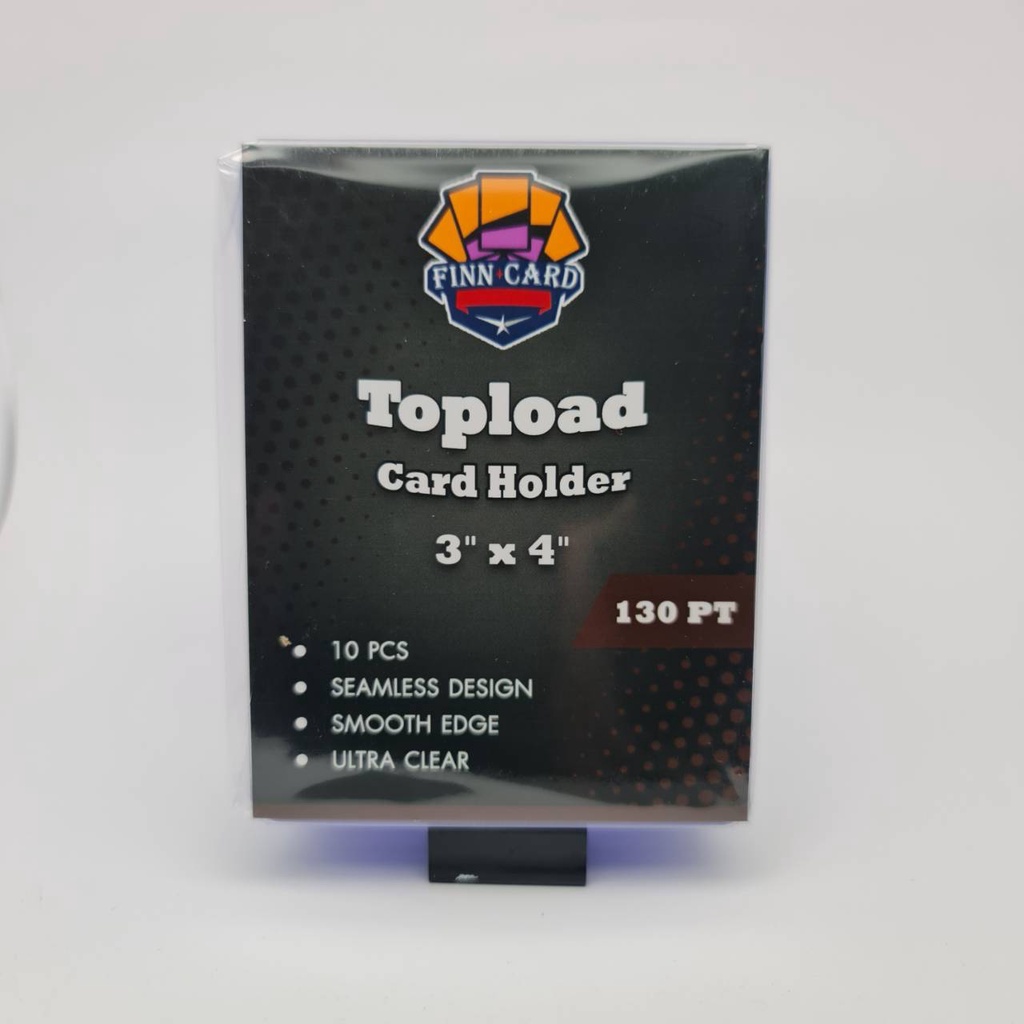 FINN CARD
Topload
Card Holder
3" x 4"
130 PT
• 10 PCS
• SEAMLESS DESIGN
• SMOOTH EDGE
• ULTRA CLEAR